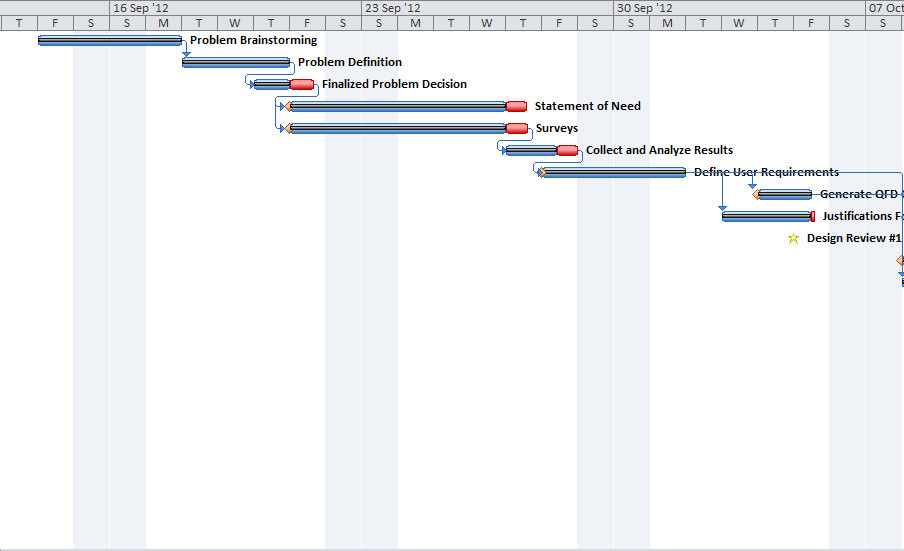 16 Sep '12 23 Sep '12 30 Sep '12 07 Oct
T F S S M T W T F S S M T W T F S S M T W T F S S
Problem Brainstorming
Problem Definition
Finalized Problem Decision
Statement of Need
Surveys
Collect and Analyze Results
Define User Requirements
Generate QFD
Justifications
Design Review #1